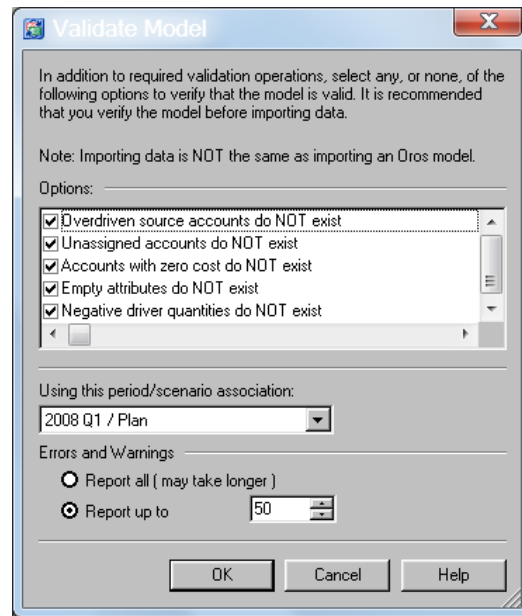 Validate Model
In addition to required validation operations, select any, or none, of the
following options to verify that the model is valid. It is recommended
that you verify the model before importing data.
Note: Importing data is NOT the same as importing an Oros model.
Options:
Overdriven source accounts do NOT exist
Unassigned accounts do NOT exist
Accounts with zero cost do NOT exist
Empty attributes do NOT exist
Negative driver quantities do NOT exist
Using this period/scenario association:
2008 Q1 / Plan
Errors and Warnings
Report all ( may take longer )
Report up to 50
OK Cancel Help